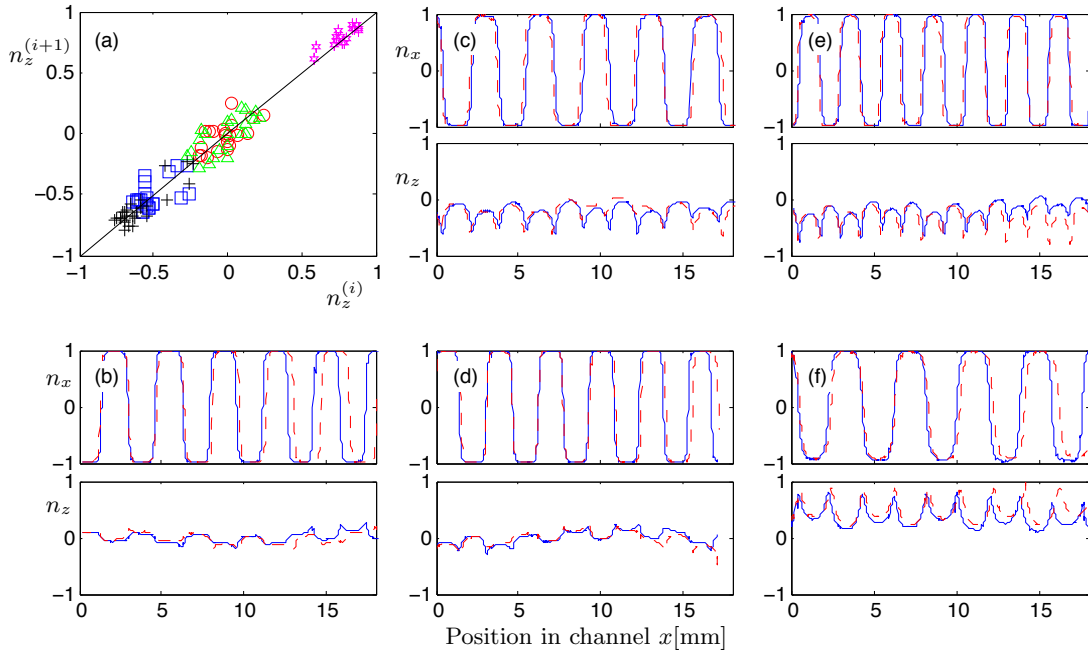 1 (a) 1 (c) 1 (e)
n_z^{(i+1)} n_x
0.5 0 0
0 −1 −1
1 1
−0.5 n_z 0 0
−1
−1 −0.5 0 0.5 1 −1 0 5 10 15 −1 0 5 10 15
n_z^{(i)}
1 (b) 1 (d) 1 (f)
n_x
0 0 0
−1 −1 −1
1 n_z 1 1
0 0 0
−1 −1 −1
0 5 10 15 0 5 10 15 0 5 10 15
Position in channel x[mm]